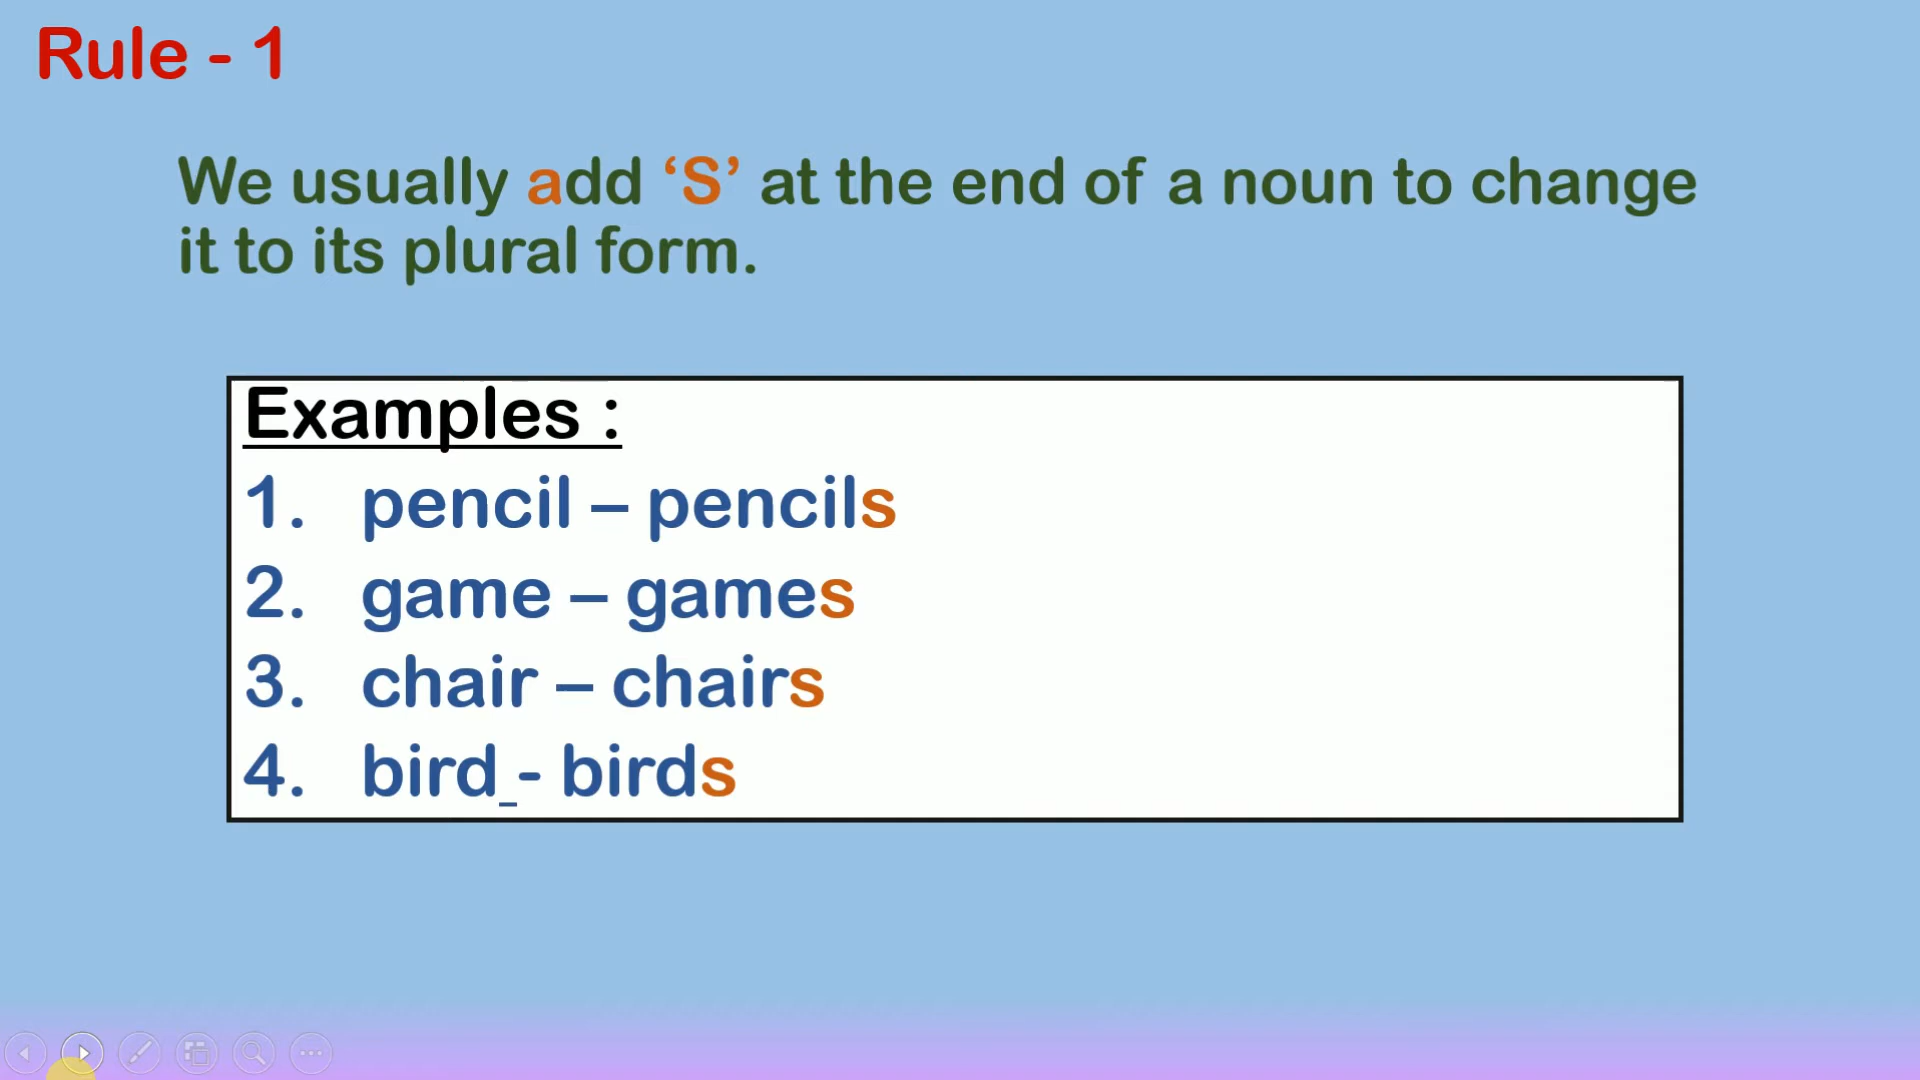 Rule - 1
We usually add ‘S’ at the end of a noun to change
it to its plural form.
Examples :
1. pencil – pencils
2. game – games
3. chair – chairs
4. bird_- birds